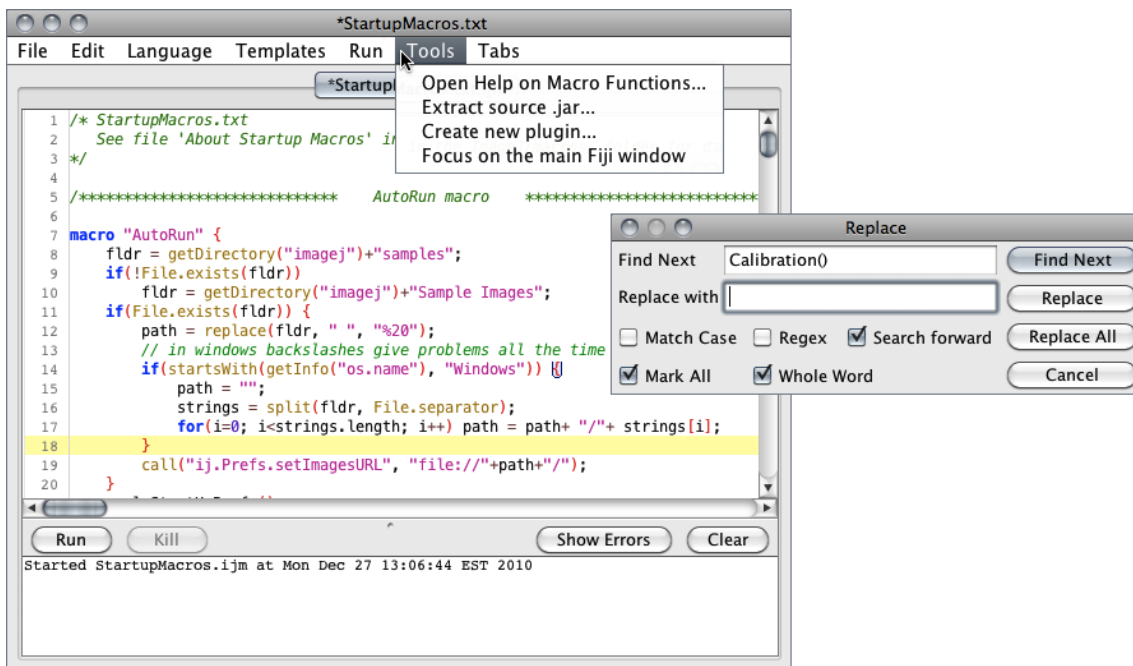 *StartupMacros.txt
File Edit Language Templates Run Tools Tabs
*Startup
Open Help on Macro Functions...
Extract source .jar...
Create new plugin...
Focus on the main Fiji window
1 /* StartupMacros.txt
2 See file 'About Startup Macros' in
3 */
4
5 /***************************** AutoRun macro **************************
6
7 macro "AutoRun" {
8 fldr = getDirectory("imagej")+"samples";
9 if(!File.exists(fldr))
10 fldr = getDirectory("imagej")+"Sample Images";
11 if(File.exists(fldr)) {
12 path = replace(fldr, " ", "%20");
13 // in windows backslashes give problems all the time
14 if(startsWith(getInfo("os.name"), "Windows")) {
15 path = "";
16 strings = split(fldr, File.separator);
17 for(i=0; i<strings.length; i++) path = path+ "/"+ strings[i];
18 }
19 call("ij.Prefs.setImagesURL", "file://"+path+"/");
20 }
Run Kill Show Errors Clear
Started StartupMacros.ijm at Mon Dec 27 13:06:44 EST 2010
Replace
Find Next Calibration() Find Next
Replace with Replace
Match Case Regex Search forward Replace All
Mark All Whole Word Cancel